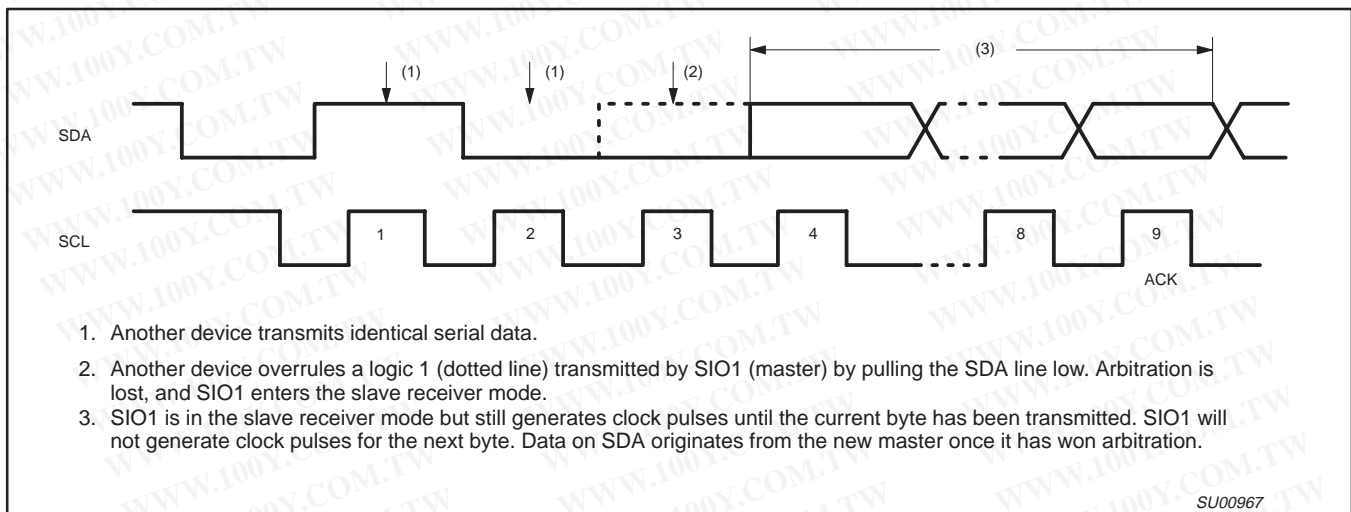 (3)
(1) (1) (2)
SDA
SCL
1 2 3 4 8 9
ACK
1. Another device transmits identical serial data.
2. Another device overrules a logic 1 (dotted line) transmitted by SIO1 (master) by pulling the SDA line low. Arbitration is
lost, and SIO1 enters the slave receiver mode.
3. SIO1 is in the slave receiver mode but still generates clock pulses until the current byte has been transmitted. SIO1 will
not generate clock pulses for the next byte. Data on SDA originates from the new master once it has won arbitration.
SU00967
WWW.100Y.COM.TW